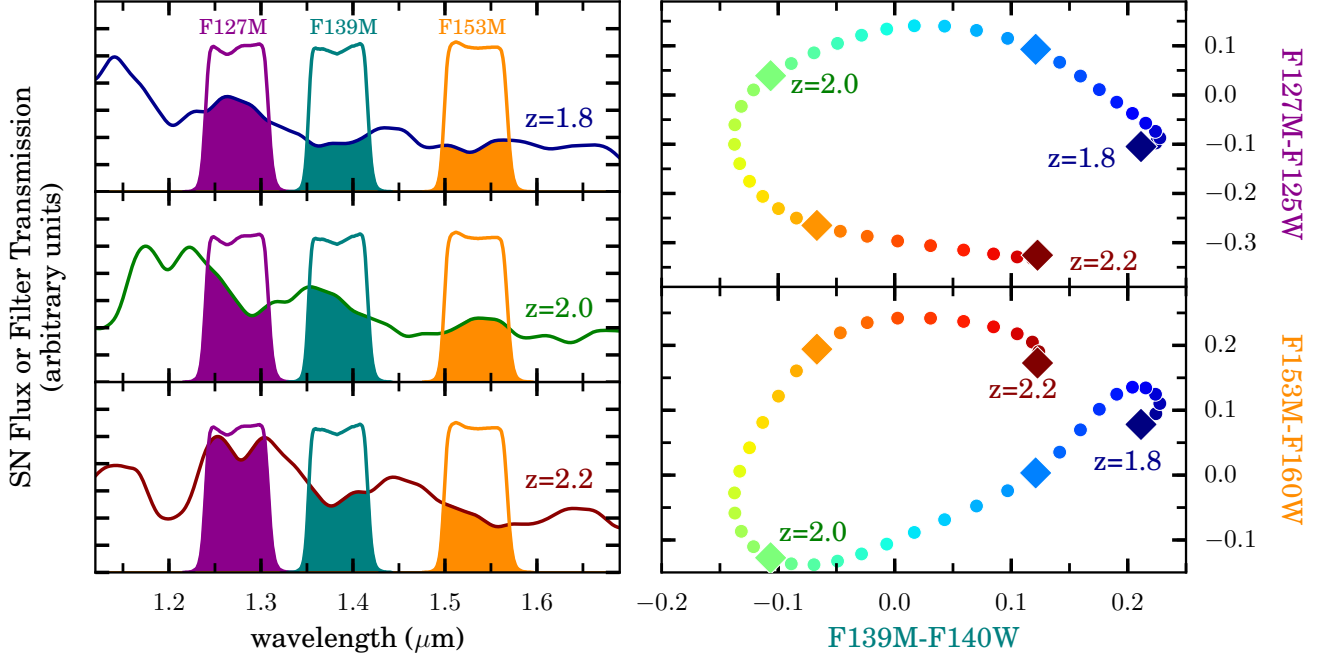 F127M
F139M
F153M
z=1.8
z=2.0
z=2.2
SN Flux or Filter Transmission
(arbitrary units)
1.2
1.3
1.4
1.5
1.6
wavelength (μm)
z=2.0
z=1.8
z=2.2
0.1
0.0
−0.1
−0.2
−0.3
F127M-F125W
z=2.2
z=1.8
z=2.0
0.2
0.1
0.0
−0.1
F153M-F160W
−0.2
−0.1
0.0
0.1
0.2
F139M-F140W